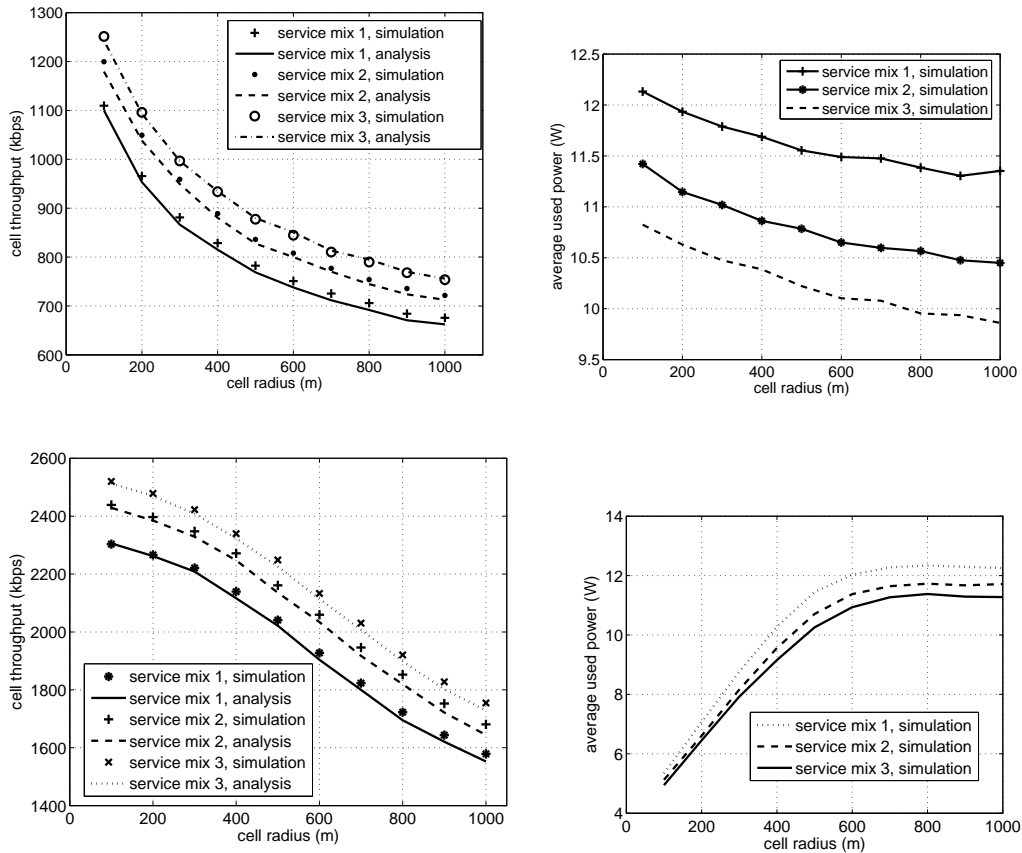 1300
1200
1100
1000
900
800
700
600
0
200
400
600
800
1000
cell throughput (kbps)
cell radius (m)
service mix 1, simulation
service mix 1, analysis
service mix 2, simulation
service mix 2, analysis
service mix 3, simulation
service mix 3, analysis
12.5
12
11.5
11
10.5
10
9.5
0
200
400
600
800
1000
average used power (W)
cell radius (m)
service mix 1, simulation
service mix 2, simulation
service mix 3, simulation
2600
2400
2200
2000
1800
1600
1400
0
200
400
600
800
1000
cell throughput (kbps)
cell radius (m)
service mix 1, simulation
service mix 1, analysis
service mix 2, simulation
service mix 2, analysis
service mix 3, simulation
service mix 3, analysis
14
12
10
8
6
4
0
200
400
600
800
1000
average used power (W)
cell radius (m)
service mix 1, simulation
service mix 2, simulation
service mix 3, simulation